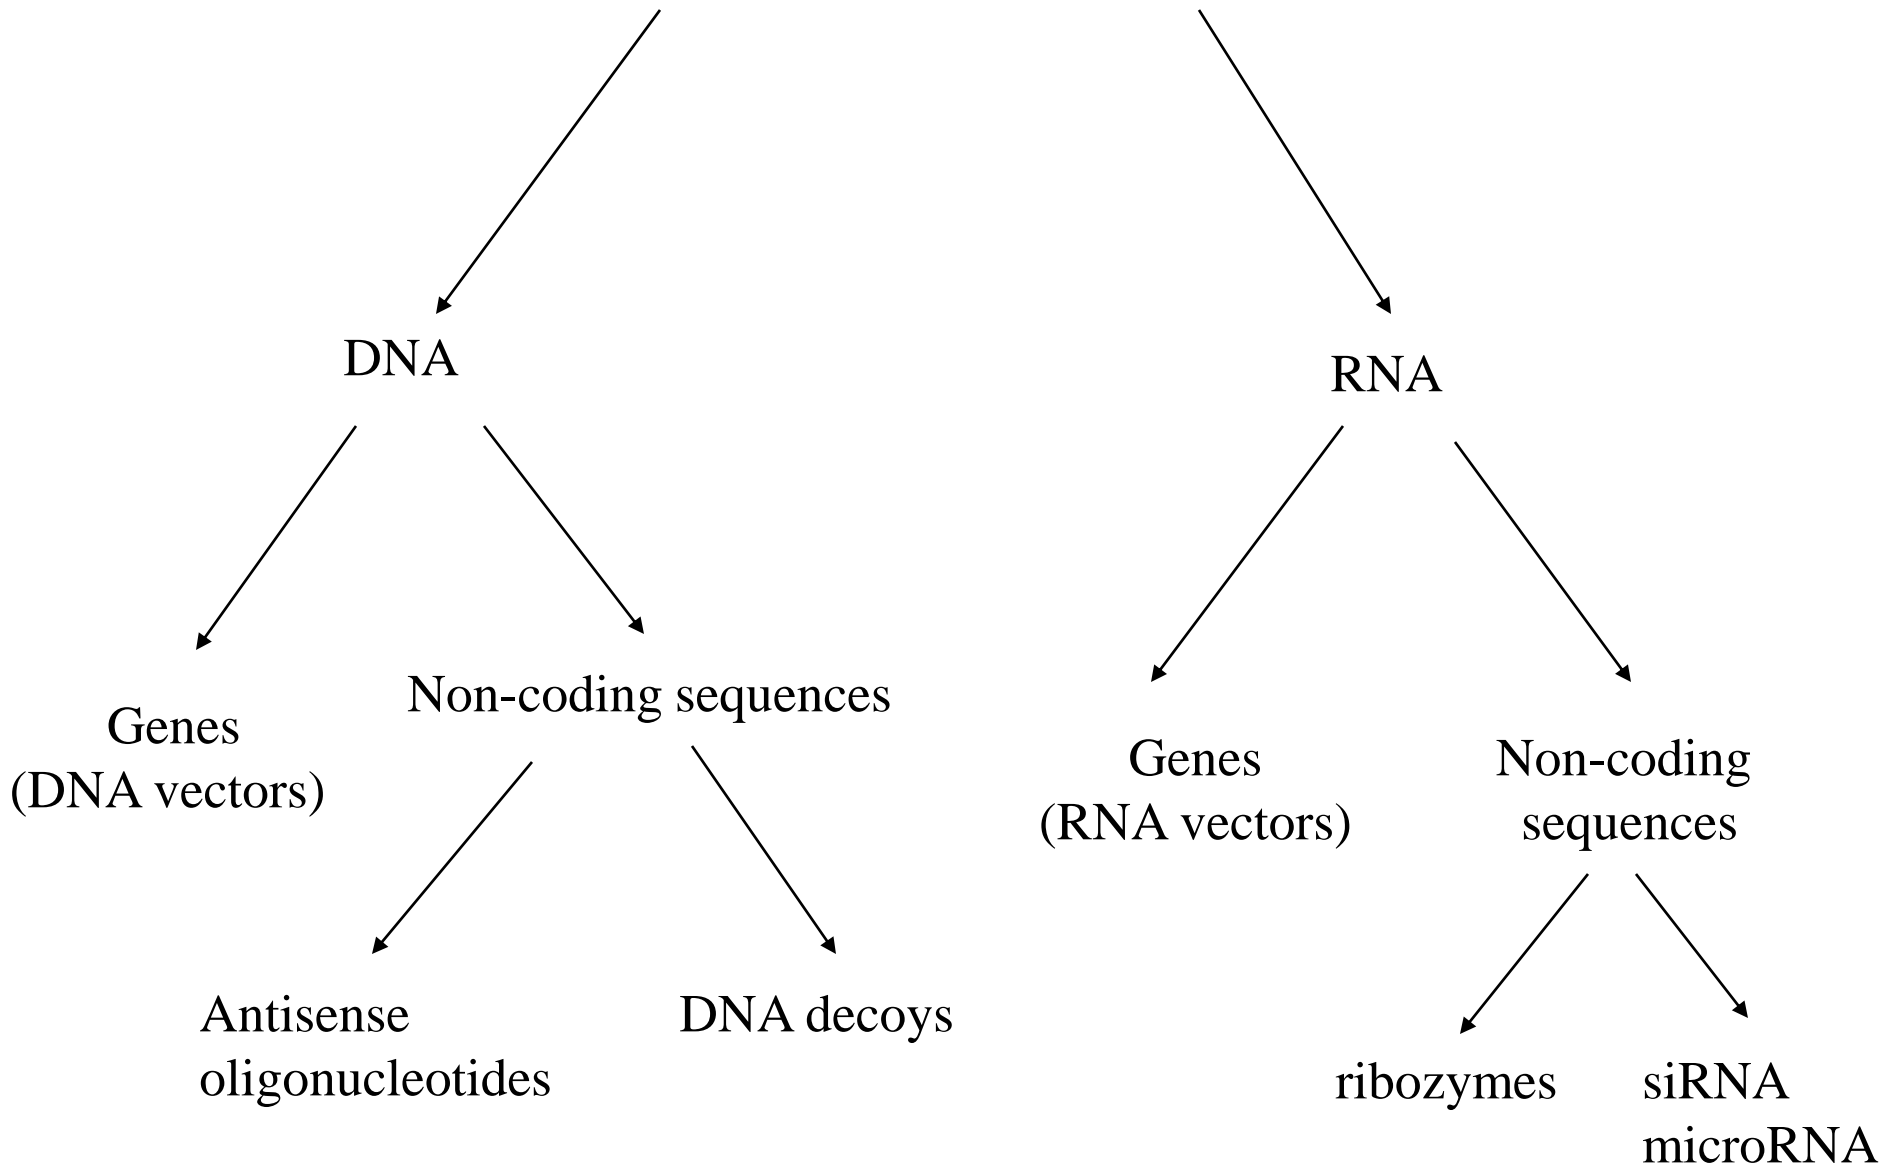 DNA
RNA
Non-coding sequences
Genes
(DNA vectors)
Genes
(RNA vectors)
Non-coding
sequences
Antisense
oligonucleotides
DNA decoys
ribozymes
siRNA
microRNA